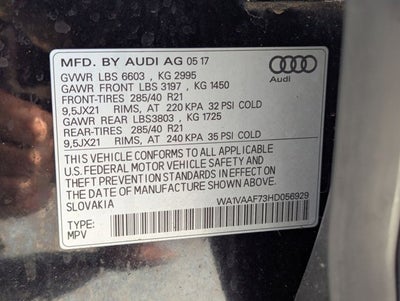 MFD. BY AUDI AG 05 17
GVWR LBS 6603 , KG 2995
GAWR FRONT LBS 3197 , KG 1450
FRONT-TIRES 285/40 R21
9,5JX21 RIMS, AT 220 KPA 32 PSI COLD
GAWR REAR LBS3803 , KG 1725
REAR-TIRES 285/40 R21
9,5JX21 RIMS, AT 240 KPA 35 PSI COLD
THIS VEHICLE CONFORMS TO ALL APPLICABLE
U.S.FEDERAL MOTOR VEHICLE SAFETY AND
THEFT PREVENTION STANDARDS IN EFFECT ON
THE DATE OF MANUFACTURE SHOWN ABOVE.
SLOVAKIA
WA1VAAF73HD056929
TYPE:
MPV
Audi